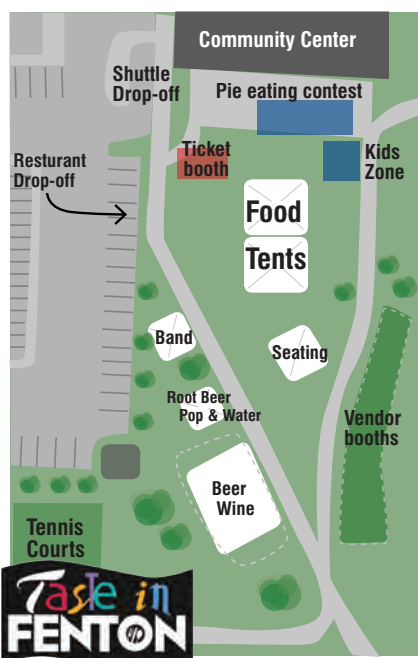 Community Center
Shuttle
Drop-off
Pie eating contest
Ticket
booth
Kids
Zone
Resturant
Drop-off
Food
Tents
Band
Seating
Root Beer
Pop & Water
Vendor
booths
Beer
Wine
Tennis
Courts
Taste in
FENTON